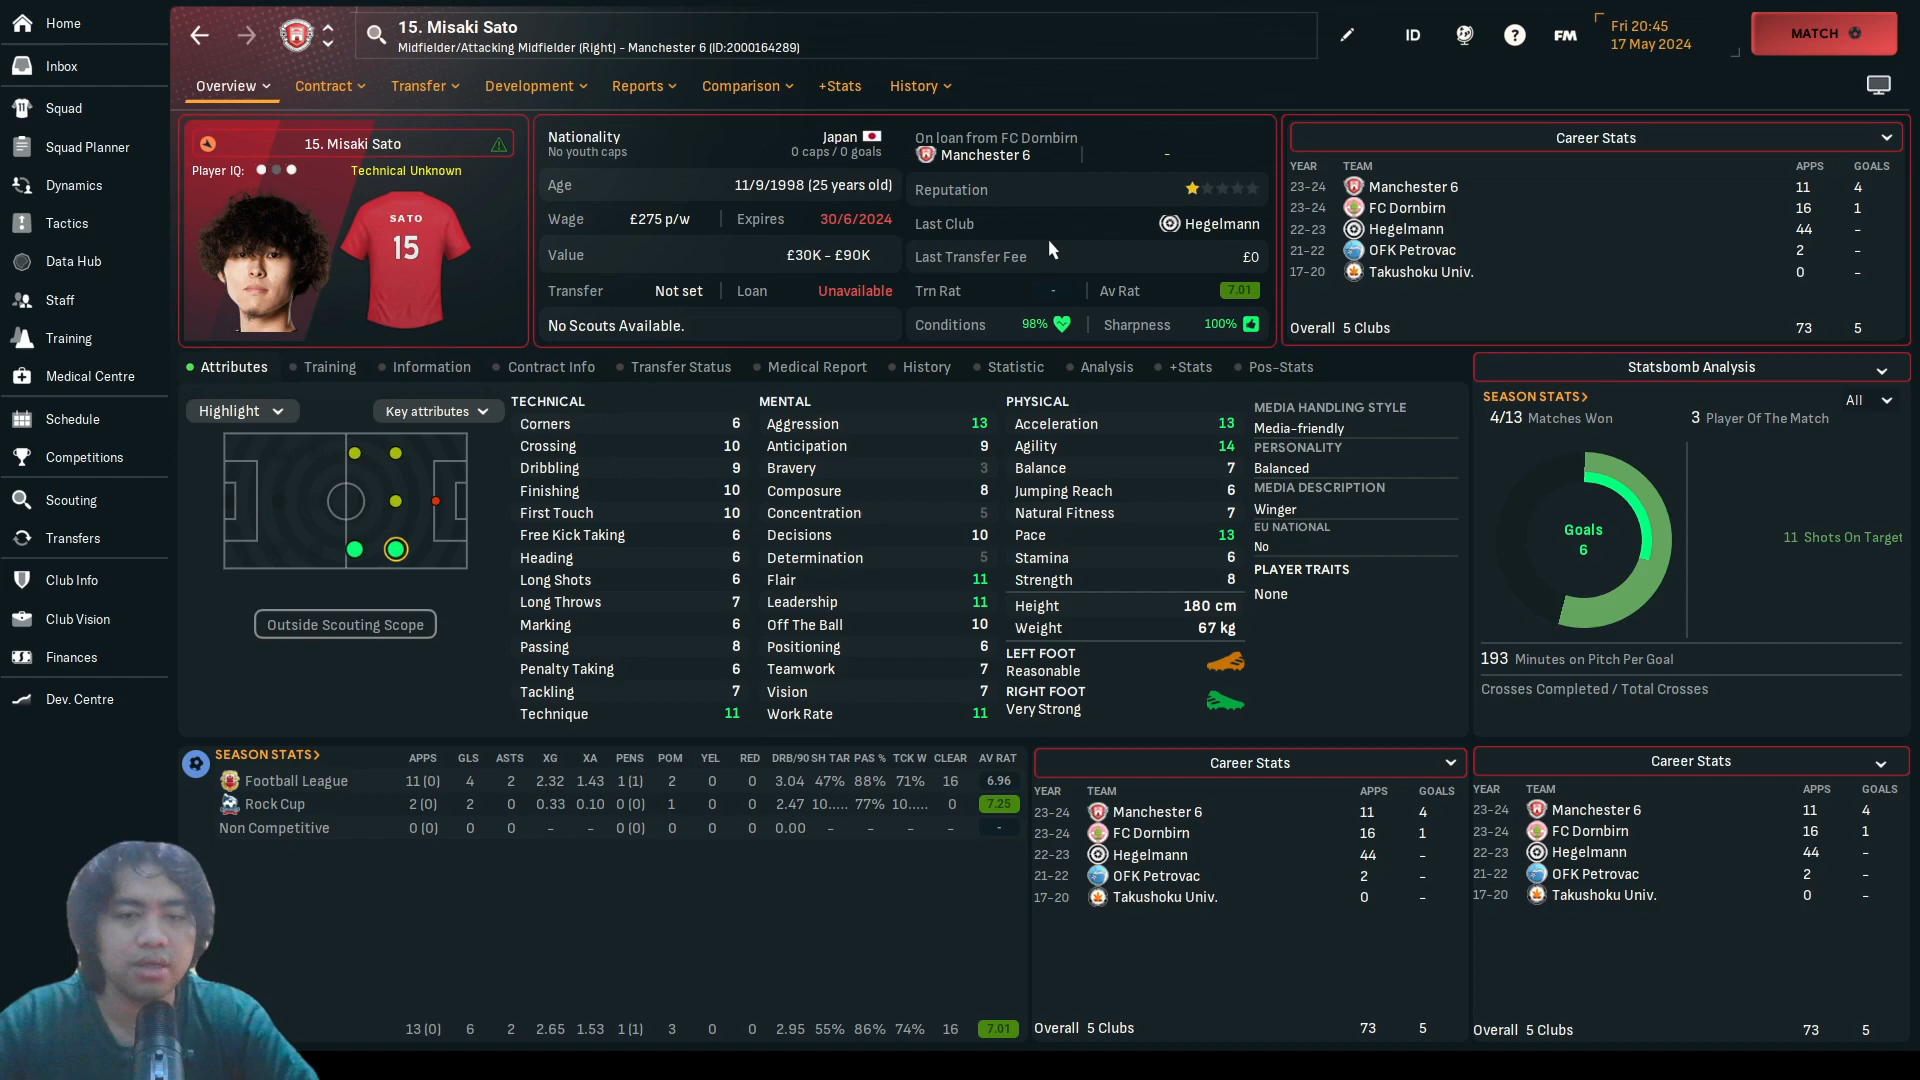 Home
Inbox
Squad
Squad Planner
Dynamics
Tactics
Data Hub
Staff
Training
Medical Centre
Schedule
Competitions
Scouting
Transfers
Club Info
Club Vision
Finances
Dev. Centre
15. Misaki Sato
Midfielder/Attacking Midfielder (Right) - Manchester 6 (ID:2000164289)
ID
?
FM
Fri 20:45
17 May 2024
MATCH
Overview Contract Transfer Development Reports Comparison +Stats History
15. Misaki Sato
Player IQ: Technical Unknown
SATO
15
Nationality Japan
No youth caps 0 caps / 0 goals
Age 11/9/1998 (25 years old)
Wage £275 p/w Expires 30/6/2024
Value £30K - £90K
Transfer Not set Loan Unavailable
No Scouts Available.
On loan from FC Dornbirn
Manchester 6 -
Reputation
Last Club Hegelmann
Last Transfer Fee £0
Trn Rat - Av Rat 7.01
Conditions 98% Sharpness 100%
Career Stats
YEAR TEAM APPS GOALS
23-24 Manchester 6 11 4
23-24 FC Dornbirn 16 1
22-23 Hegelmann 44 -
21-22 OFK Petrovac 2 -
17-20 Takushoku Univ. 0 -
Overall 5 Clubs 73 5
Attributes Training Information Contract Info Transfer Status Medical Report History Statistic Analysis +Stats Pos-Stats
Highlight Key attributes
Outside Scouting Scope
TECHNICAL
Corners 6
Crossing 10
Dribbling 9
Finishing 10
First Touch 10
Free Kick Taking 6
Heading 6
Long Shots 6
Long Throws 7
Marking 6
Passing 8
Penalty Taking 6
Tackling 7
Technique 11
MENTAL
Aggression 13
Anticipation 9
Bravery 3
Composure 8
Concentration 5
Decisions 10
Determination 5
Flair 11
Leadership 11
Off The Ball 10
Positioning 6
Teamwork 7
Vision 7
Work Rate 11
PHYSICAL
Acceleration 13
Agility 14
Balance 7
Jumping Reach 6
Natural Fitness 7
Pace 13
Stamina 6
Strength 8
Height 180 cm
Weight 67 kg
LEFT FOOT
Reasonable
RIGHT FOOT
Very Strong
MEDIA HANDLING STYLE
Media-friendly
PERSONALITY
Balanced
MEDIA DESCRIPTION
Winger
EU NATIONAL
No
PLAYER TRAITS
None
Statsbomb Analysis
SEASON STATS>
All
4/13 Matches Won 3 Player Of The Match
Goals
6
11 Shots On Target
193 Minutes on Pitch Per Goal
Crosses Completed / Total Crosses
SEASON STATS> APPS GLS ASTS XG XA PENS POM YEL RED DRB/90 SH TAR PAS % TCK W CLEAR AV RAT
Football League 11 (0) 4 2 2.32 1.43 1 (1) 2 0 0 3.04 47% 88% 71% 16 6.96
Rock Cup 2 (0) 2 0 0.33 0.10 0 (0) 1 0 0 2.47 10..... 77% 10..... 0 7.25
Non Competitive 0 (0) 0 0 - - 0 (0) 0 0 0 0.00 - - - - -
13 (0) 6 2 2.65 1.53 1 (1) 3 0 0 2.95 55% 86% 74% 16 7.01
Career Stats
YEAR TEAM APPS GOALS
23-24 Manchester 6 11 4
23-24 FC Dornbirn 16 1
22-23 Hegelmann 44 -
21-22 OFK Petrovac 2 -
17-20 Takushoku Univ. 0 -
Overall 5 Clubs 73 5
Career Stats
YEAR TEAM APPS GOALS
23-24 Manchester 6 11 4
23-24 FC Dornbirn 16 1
22-23 Hegelmann 44 -
21-22 OFK Petrovac 2 -
17-20 Takushoku Univ. 0 -
Overall 5 Clubs 73 5